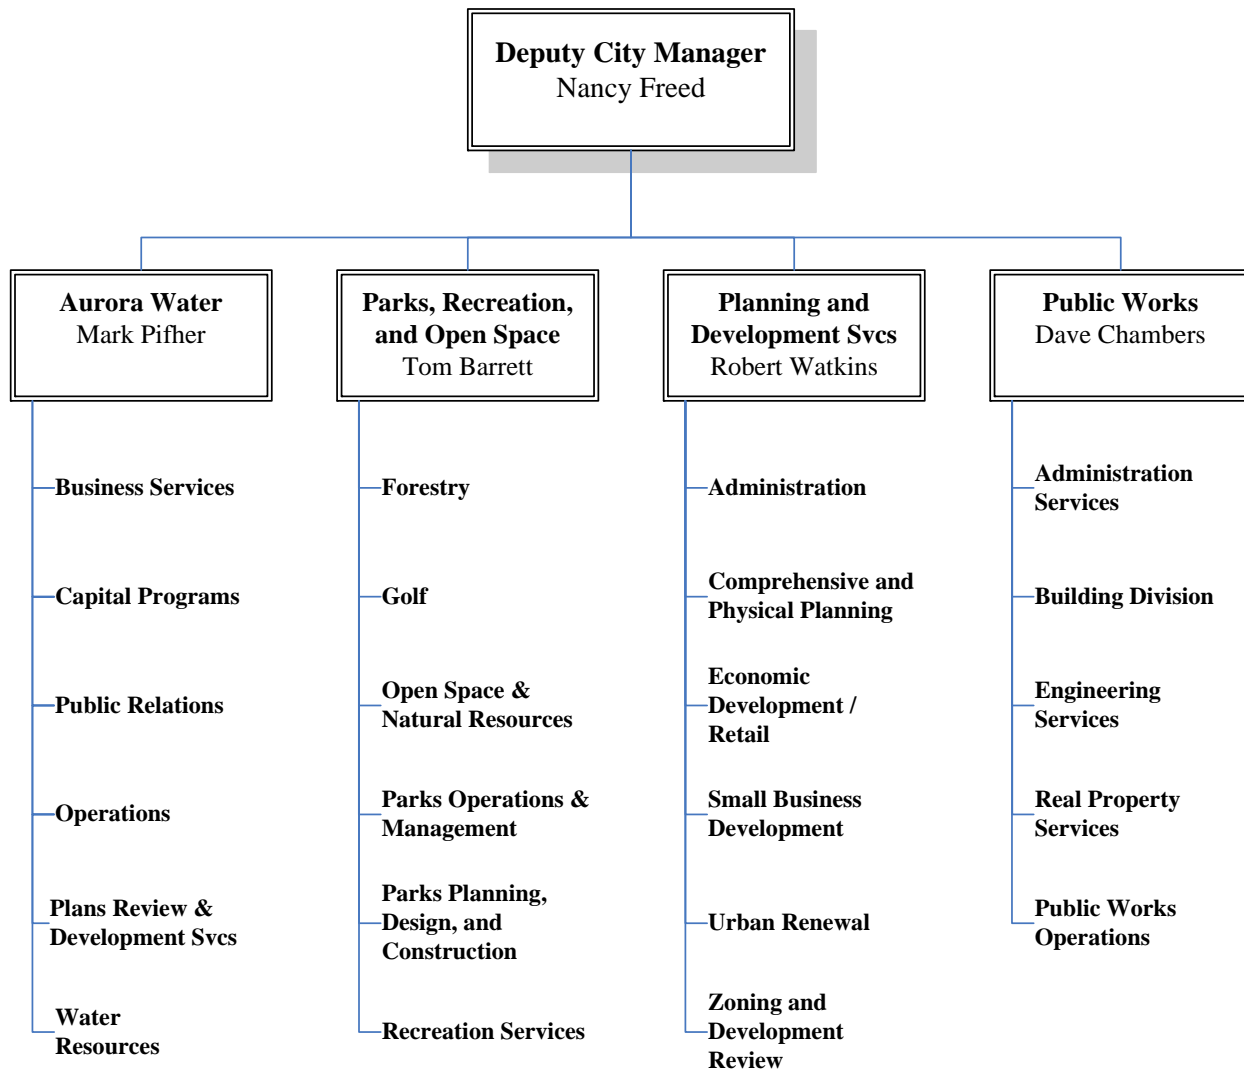 Deputy City Manager
Nancy Freed
Aurora Water
Mark Pifher
Parks, Recreation,
and Open Space
Tom Barrett
Planning and
Development Svcs
Robert Watkins
Public Works
Dave Chambers
Business Services
Capital Programs
Public Relations
Operations
Plans Review &
Development Svcs
Water
Resources
Forestry
Golf
Open Space &
Natural Resources
Parks Operations &
Management
Parks Planning,
Design, and
Construction
Recreation Services
Administration
Comprehensive and
Physical Planning
Economic
Development /
Retail
Small Business
Development
Urban Renewal
Zoning and
Development
Review
Administration
Services
Building Division
Engineering
Services
Real Property
Services
Public Works
Operations